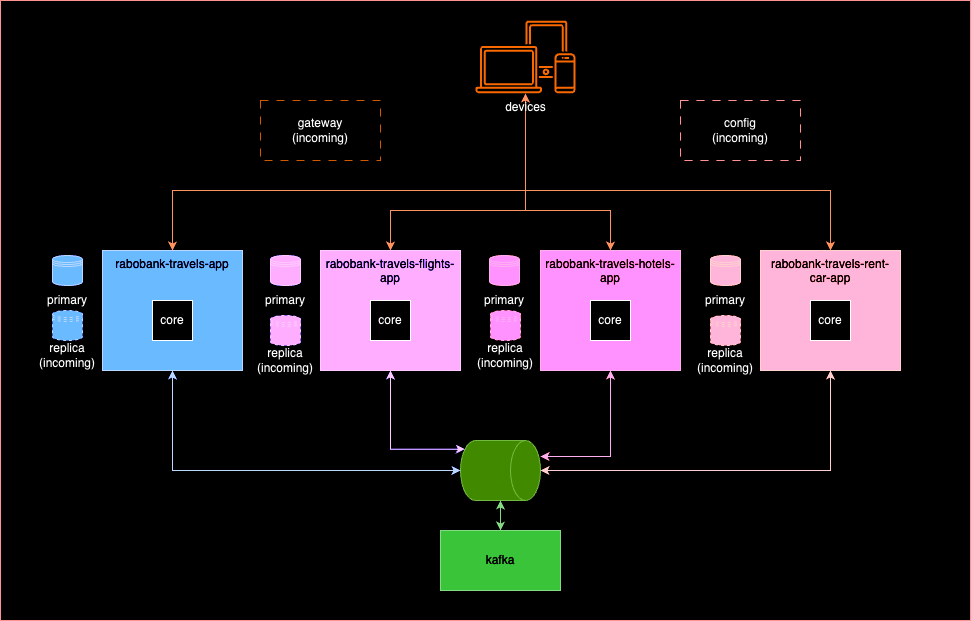 devices
gateway
(incoming)
config
(incoming)
rabobank-travels-app
core
primary
replica
(incoming)
rabobank-travels-flights-
app
core
primary
replica
(incoming)
rabobank-travels-hotels-
app
core
primary
replica
(incoming)
rabobank-travels-rent-
car-app
core
primary
replica
(incoming)
kafka